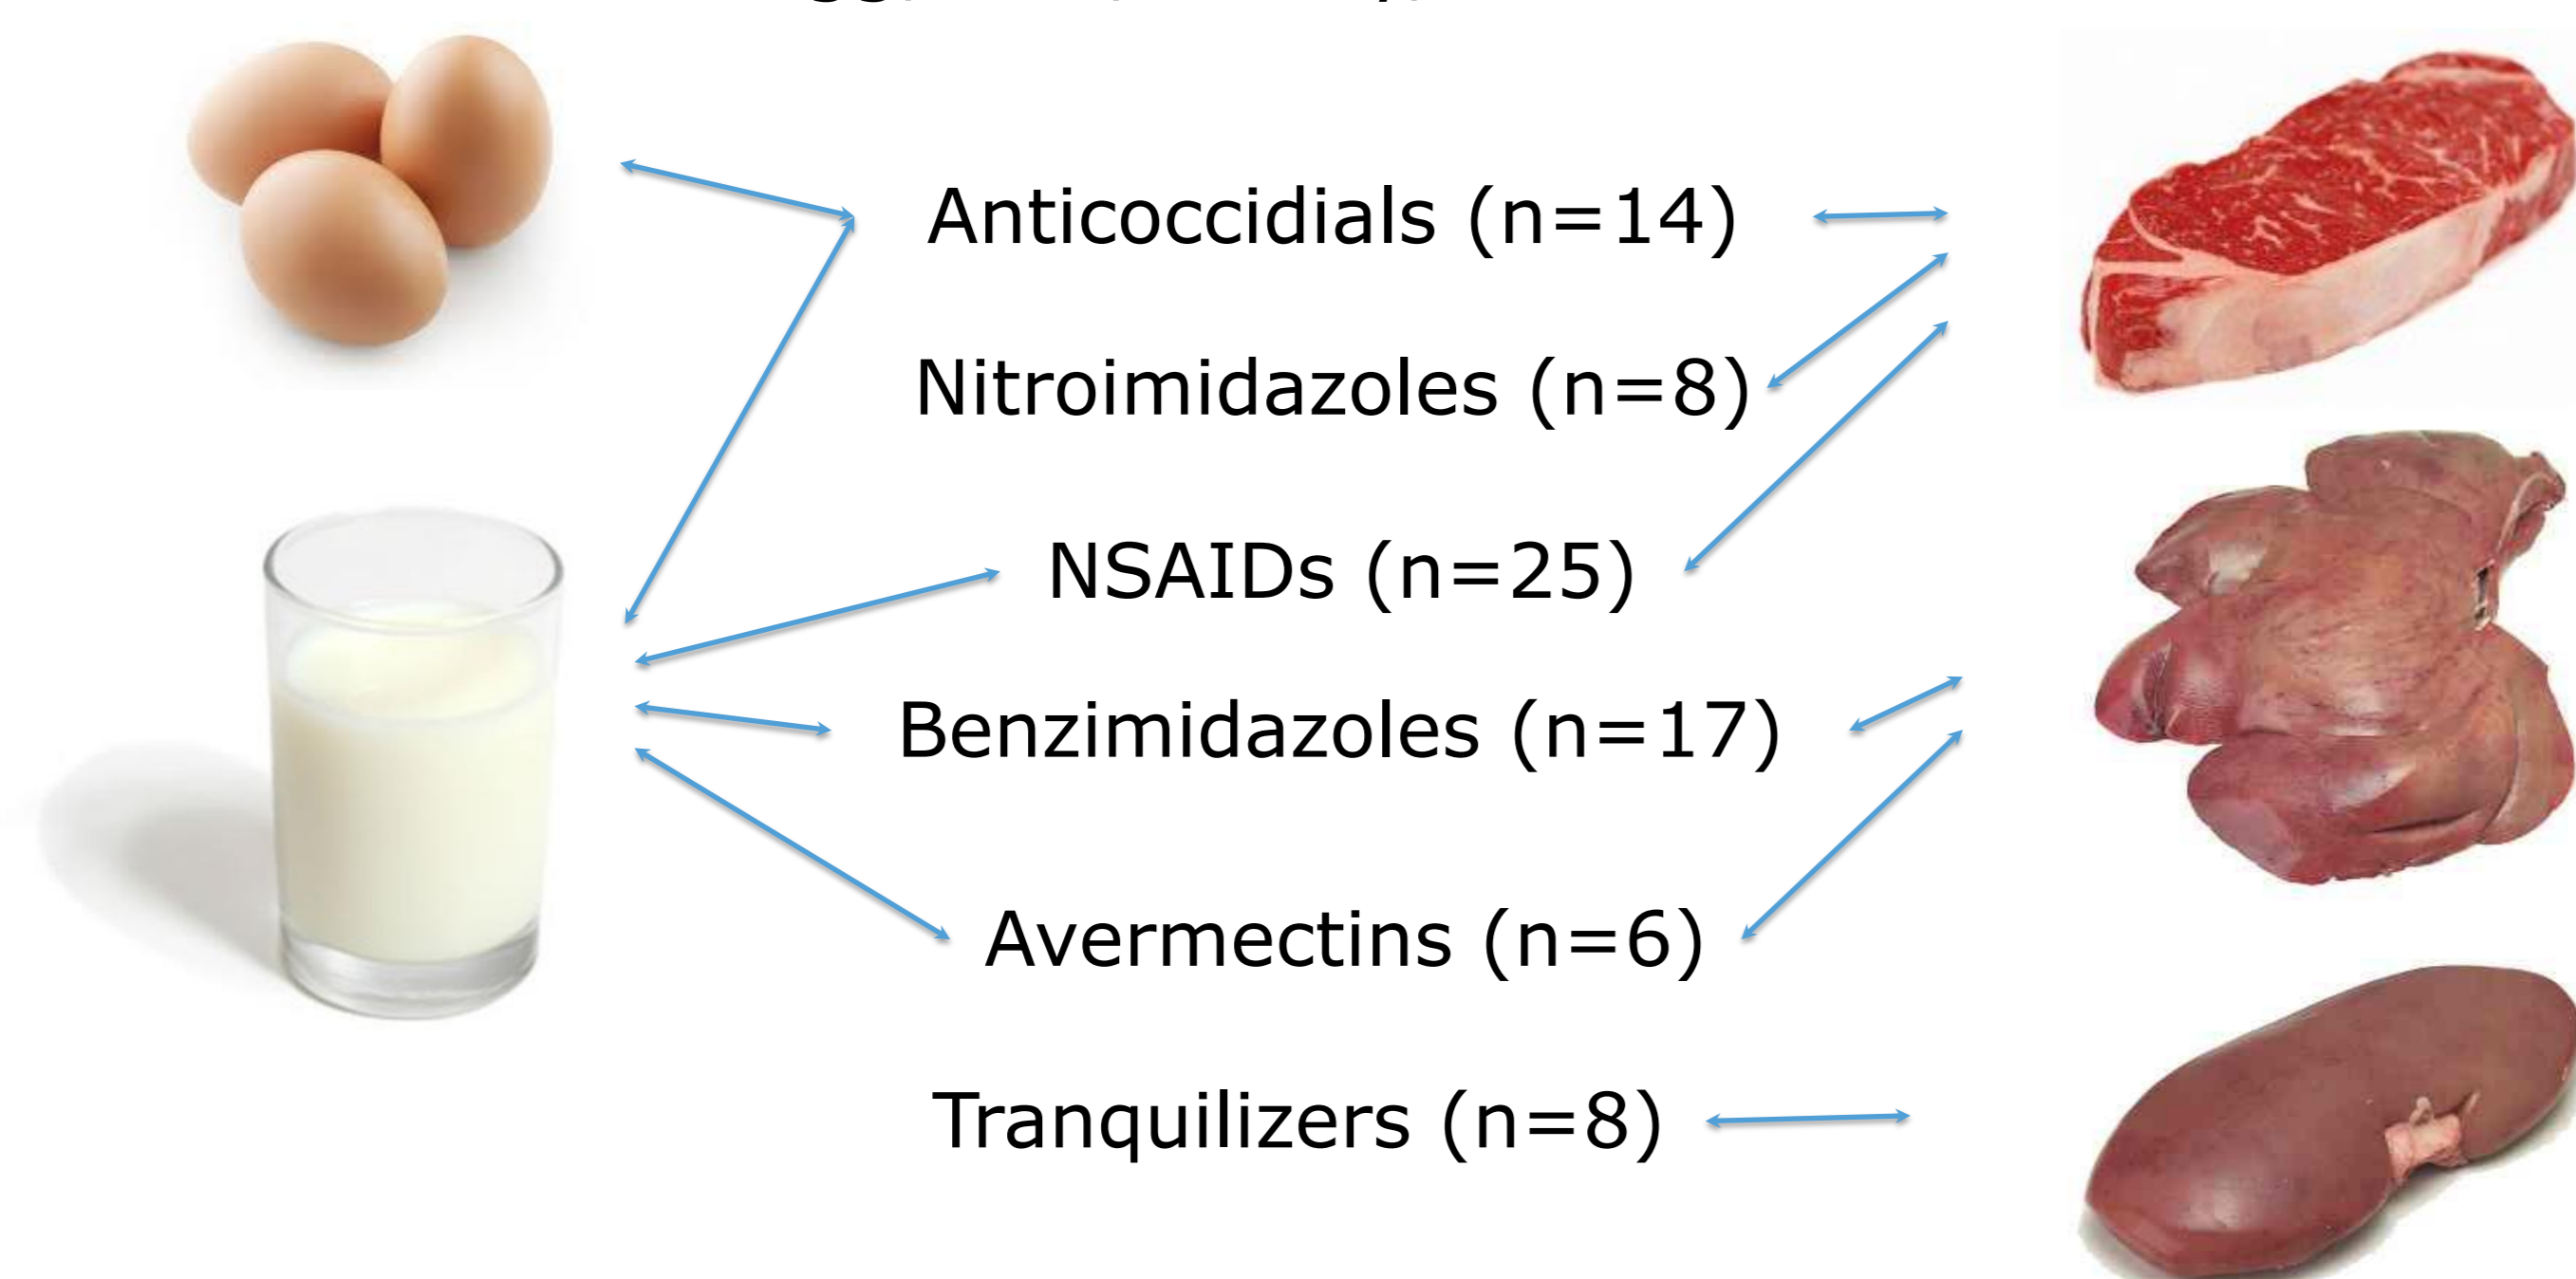 Anticoccidials (n=14)
Nitroimidazoles (n=8)
NSAIDs (n=25)
Benzimidazoles (n=17)
Avermectins (n=6)
Tranquilizers (n=8)